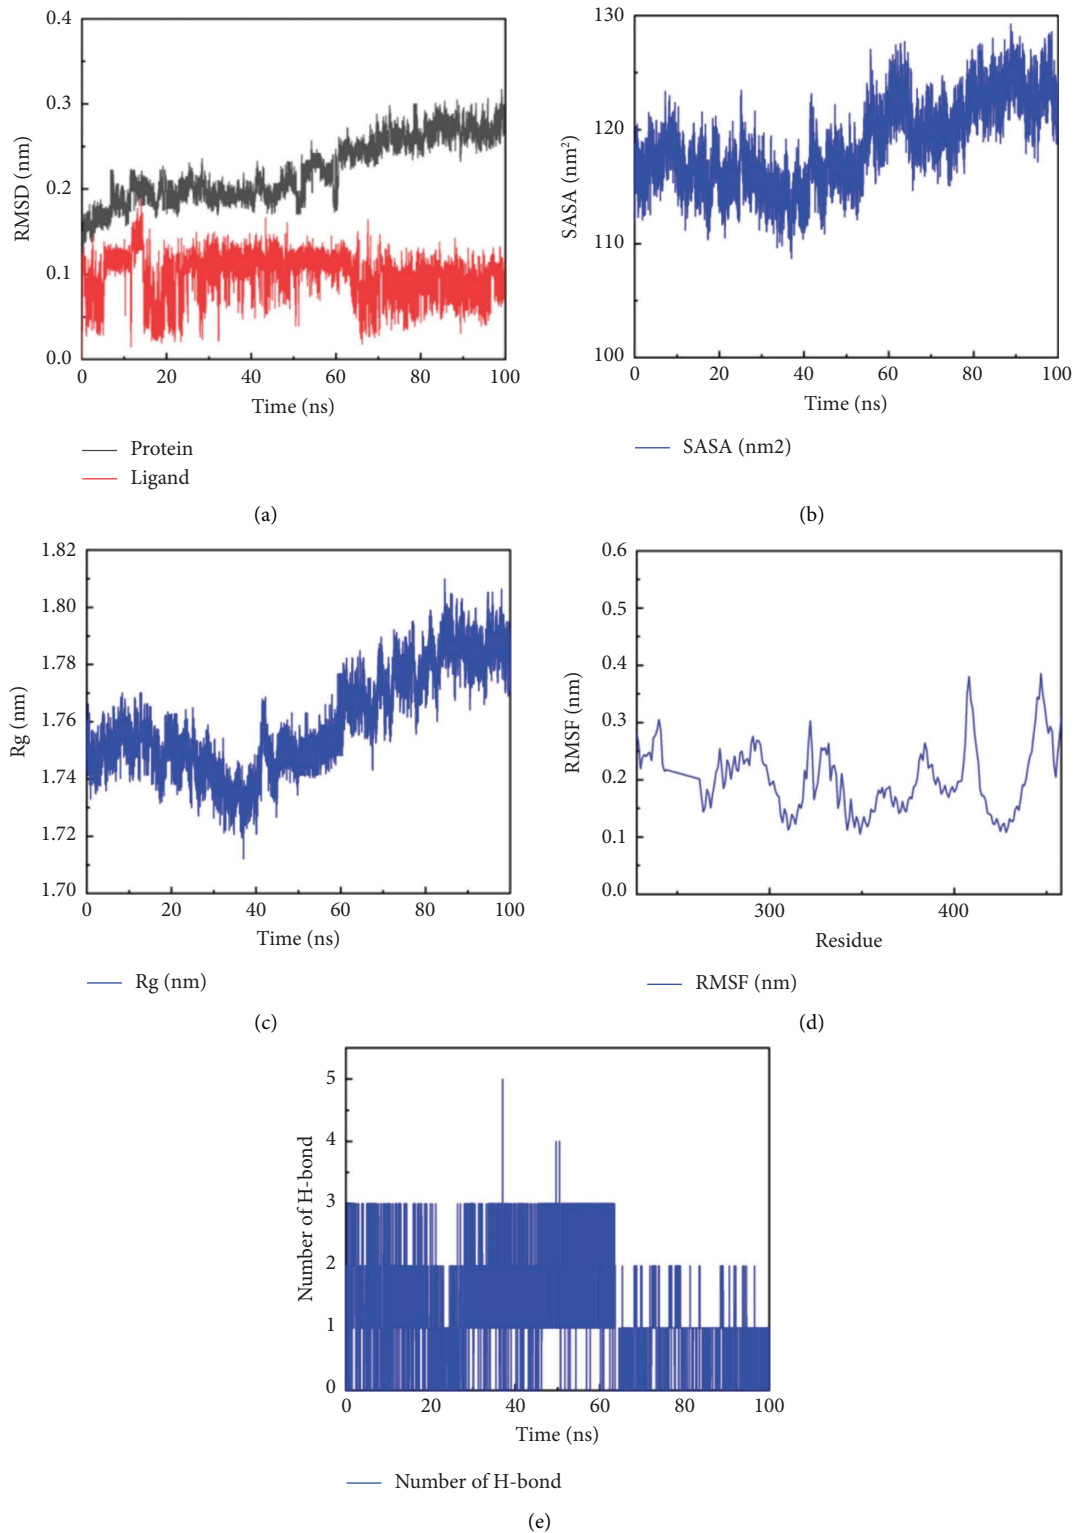 0.4
0.3
0.2
0.1
0.0
RMSD (nm)
0 20 40 60 80 100
Time (ns)
Protein
Ligand
(a)
130
120
110
100
SASA (nm²)
0 20 40 60 80 100
Time (ns)
SASA (nm2)
(b)
1.82
1.80
1.78
1.76
1.74
1.72
1.70
Rg (nm)
0 20 40 60 80 100
Time (ns)
Rg (nm)
(c)
0.6
0.5
0.4
0.3
0.2
0.1
0.0
RMSF (nm)
300 400
Residue
RMSF (nm)
(d)
5
4
3
2
1
0
Number of H-bond
0 20 40 60 80 100
Time (ns)
Number of H-bond
(e)